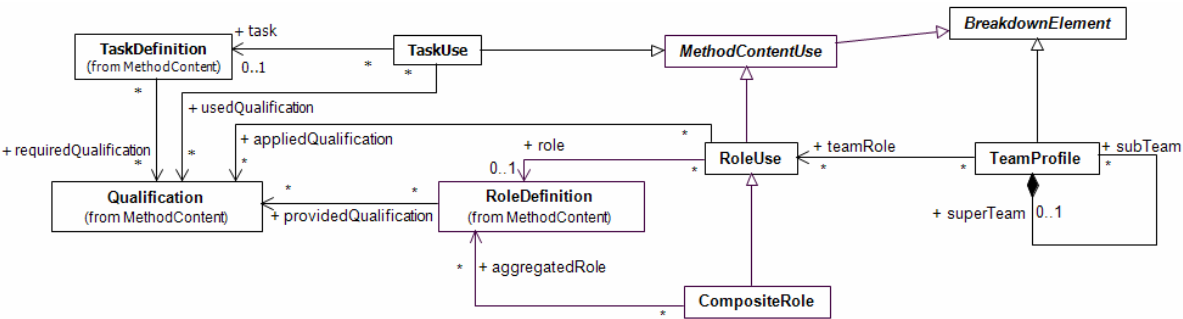 BreakdownElement
+ task
TaskDefinition
(from MethodContent)
TaskUse
MethodContentUse
0..1
*
*
*
*
+ usedQualification
+ appliedQualification
*
+ role
+ teamRole
+ subTeam
+ requiredQualification
*
*
*
0..1
*
RoleUse
*
*
TeamProfile
*
Qualification
(from MethodContent)
*
*
+ providedQualification
RoleDefinition
(from MethodContent)
+ superTeam
0..1
*
+ aggregatedRole
CompositeRole
*